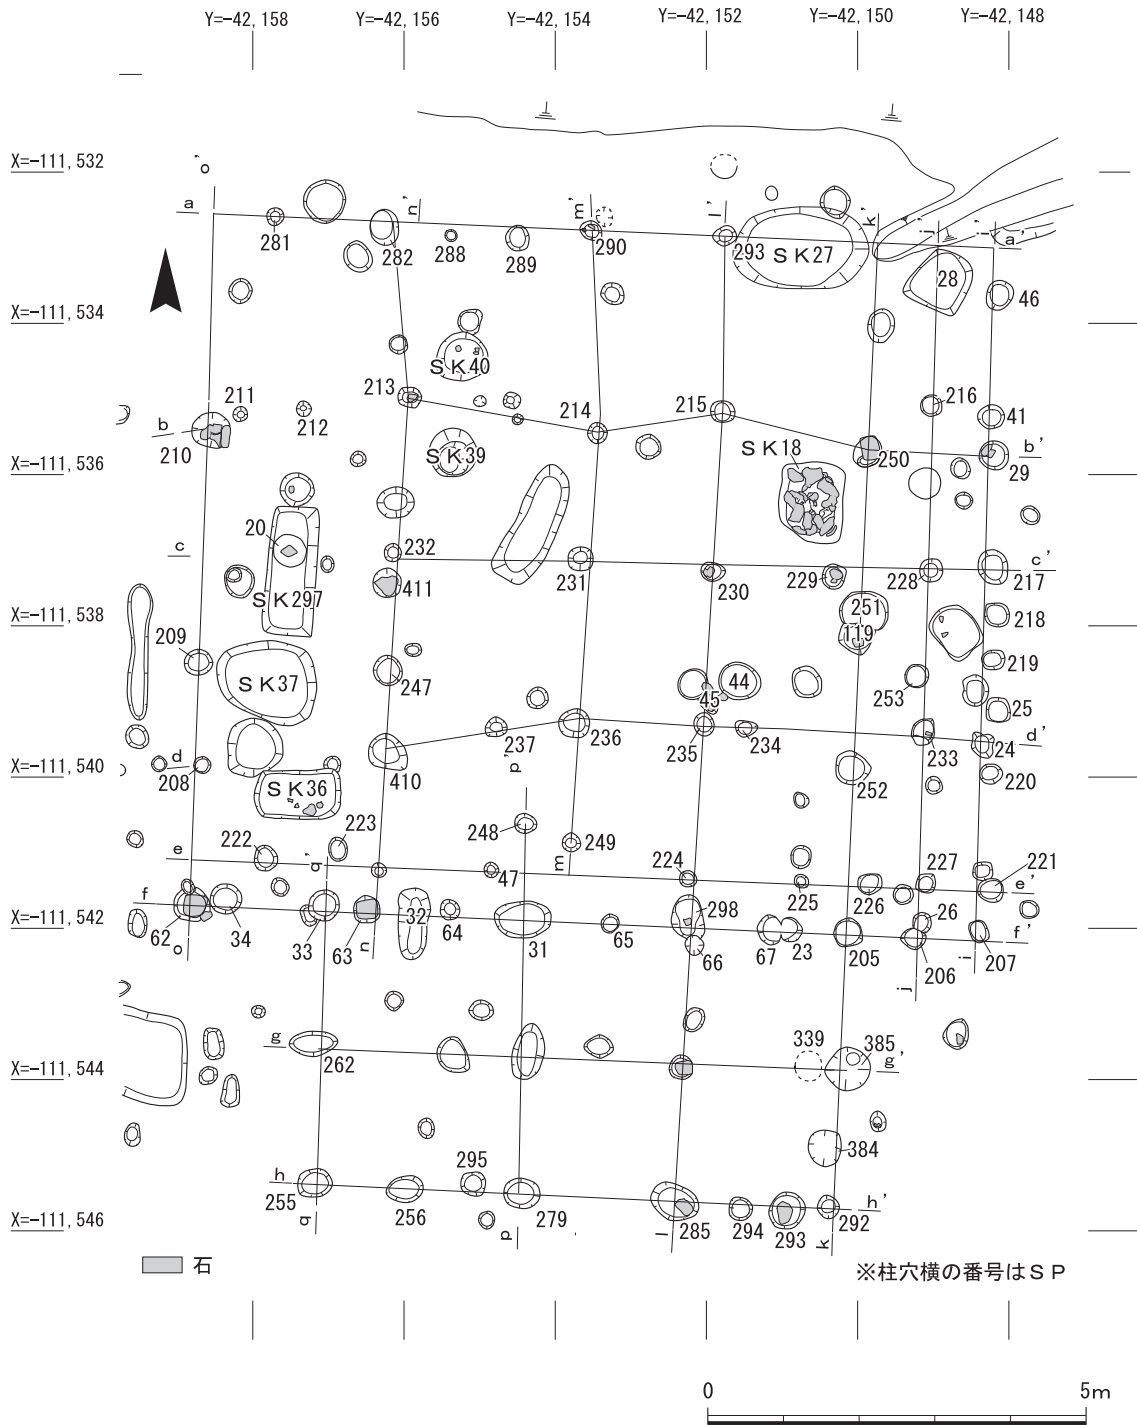 Y=-42,158 Y=-42,156 Y=-42,154 Y=-42,152 Y=-42,150 Y=-42,148
X=-111,532
o'
a n' m' l' k' j' i' a'
281 282 288 289 290 293 SK27 28 46
X=-111,534
SK40
213 211 212 214 215 216 41
b 210 SK39 SK18 250 29 b'
X=-111,536
20 232 c 231 230 229 228 217 c'
411
SK297 251 218
X=-111,538
119
209 SK37 247 44 45 253 219 25
237 236 235 234 233 24 d'
d 208 p' 410 252 220
X=-111,540
SK36
222 223 248 249 m 224 227 221
e q' 47 225 226 e'
f 298 26
X=-111,542
62 34 33 63 32 64 31 65 66 67 23 205 206 207 f'
o n j i
g 262 339 385 g'
X=-111,544
384
h 295 h'
255 256 279 285 294 293 292
X=-111,546
q p l k
石
※柱穴横の番号はSP
0 5m